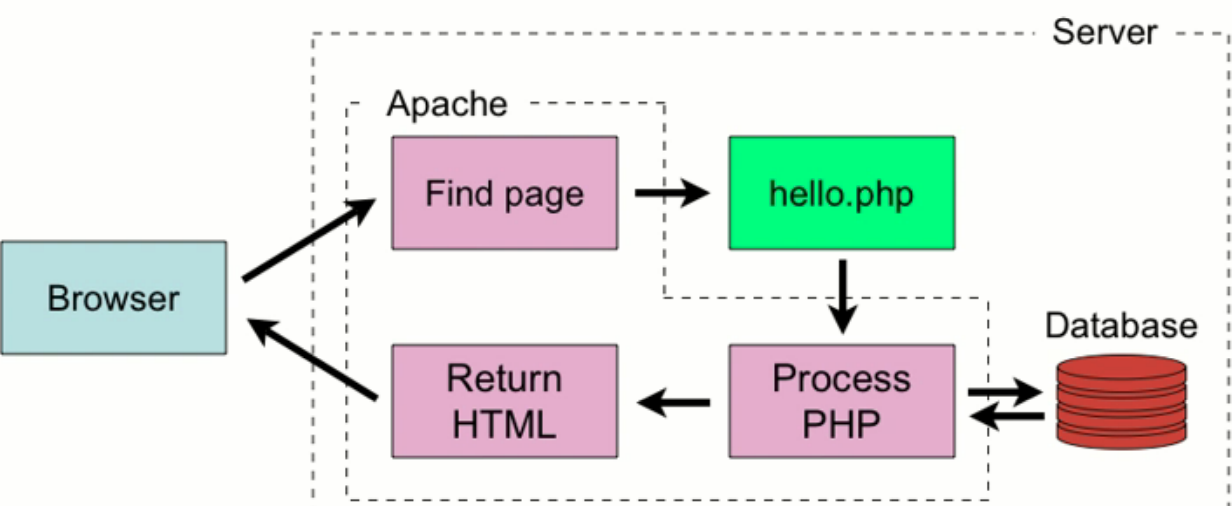 Server
Apache
Find page
hello.php
Browser
Database
Return
HTML
Process
PHP